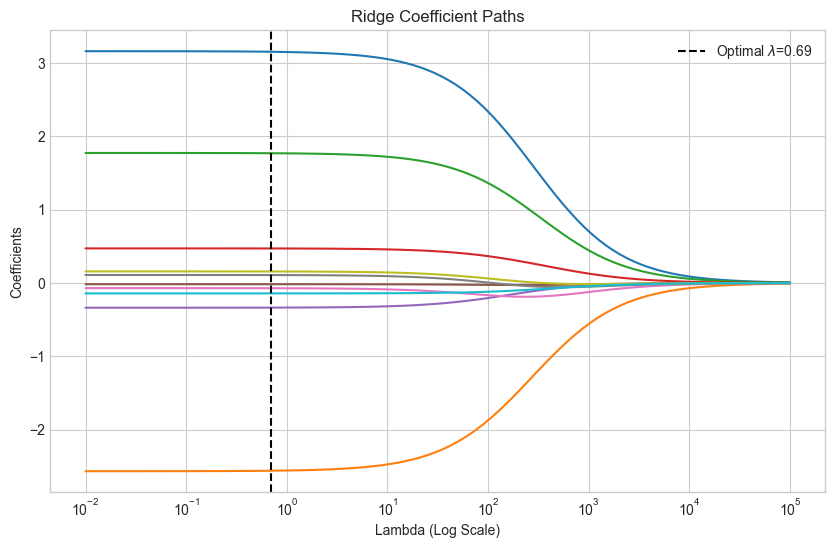 Ridge Coefficient Paths
Optimal λ=0.69
Coefficients
3
2
1
0
−1
−2
10⁻² 10⁻¹ 10⁰ 10¹ 10² 10³ 10⁴ 10⁵
Lambda (Log Scale)